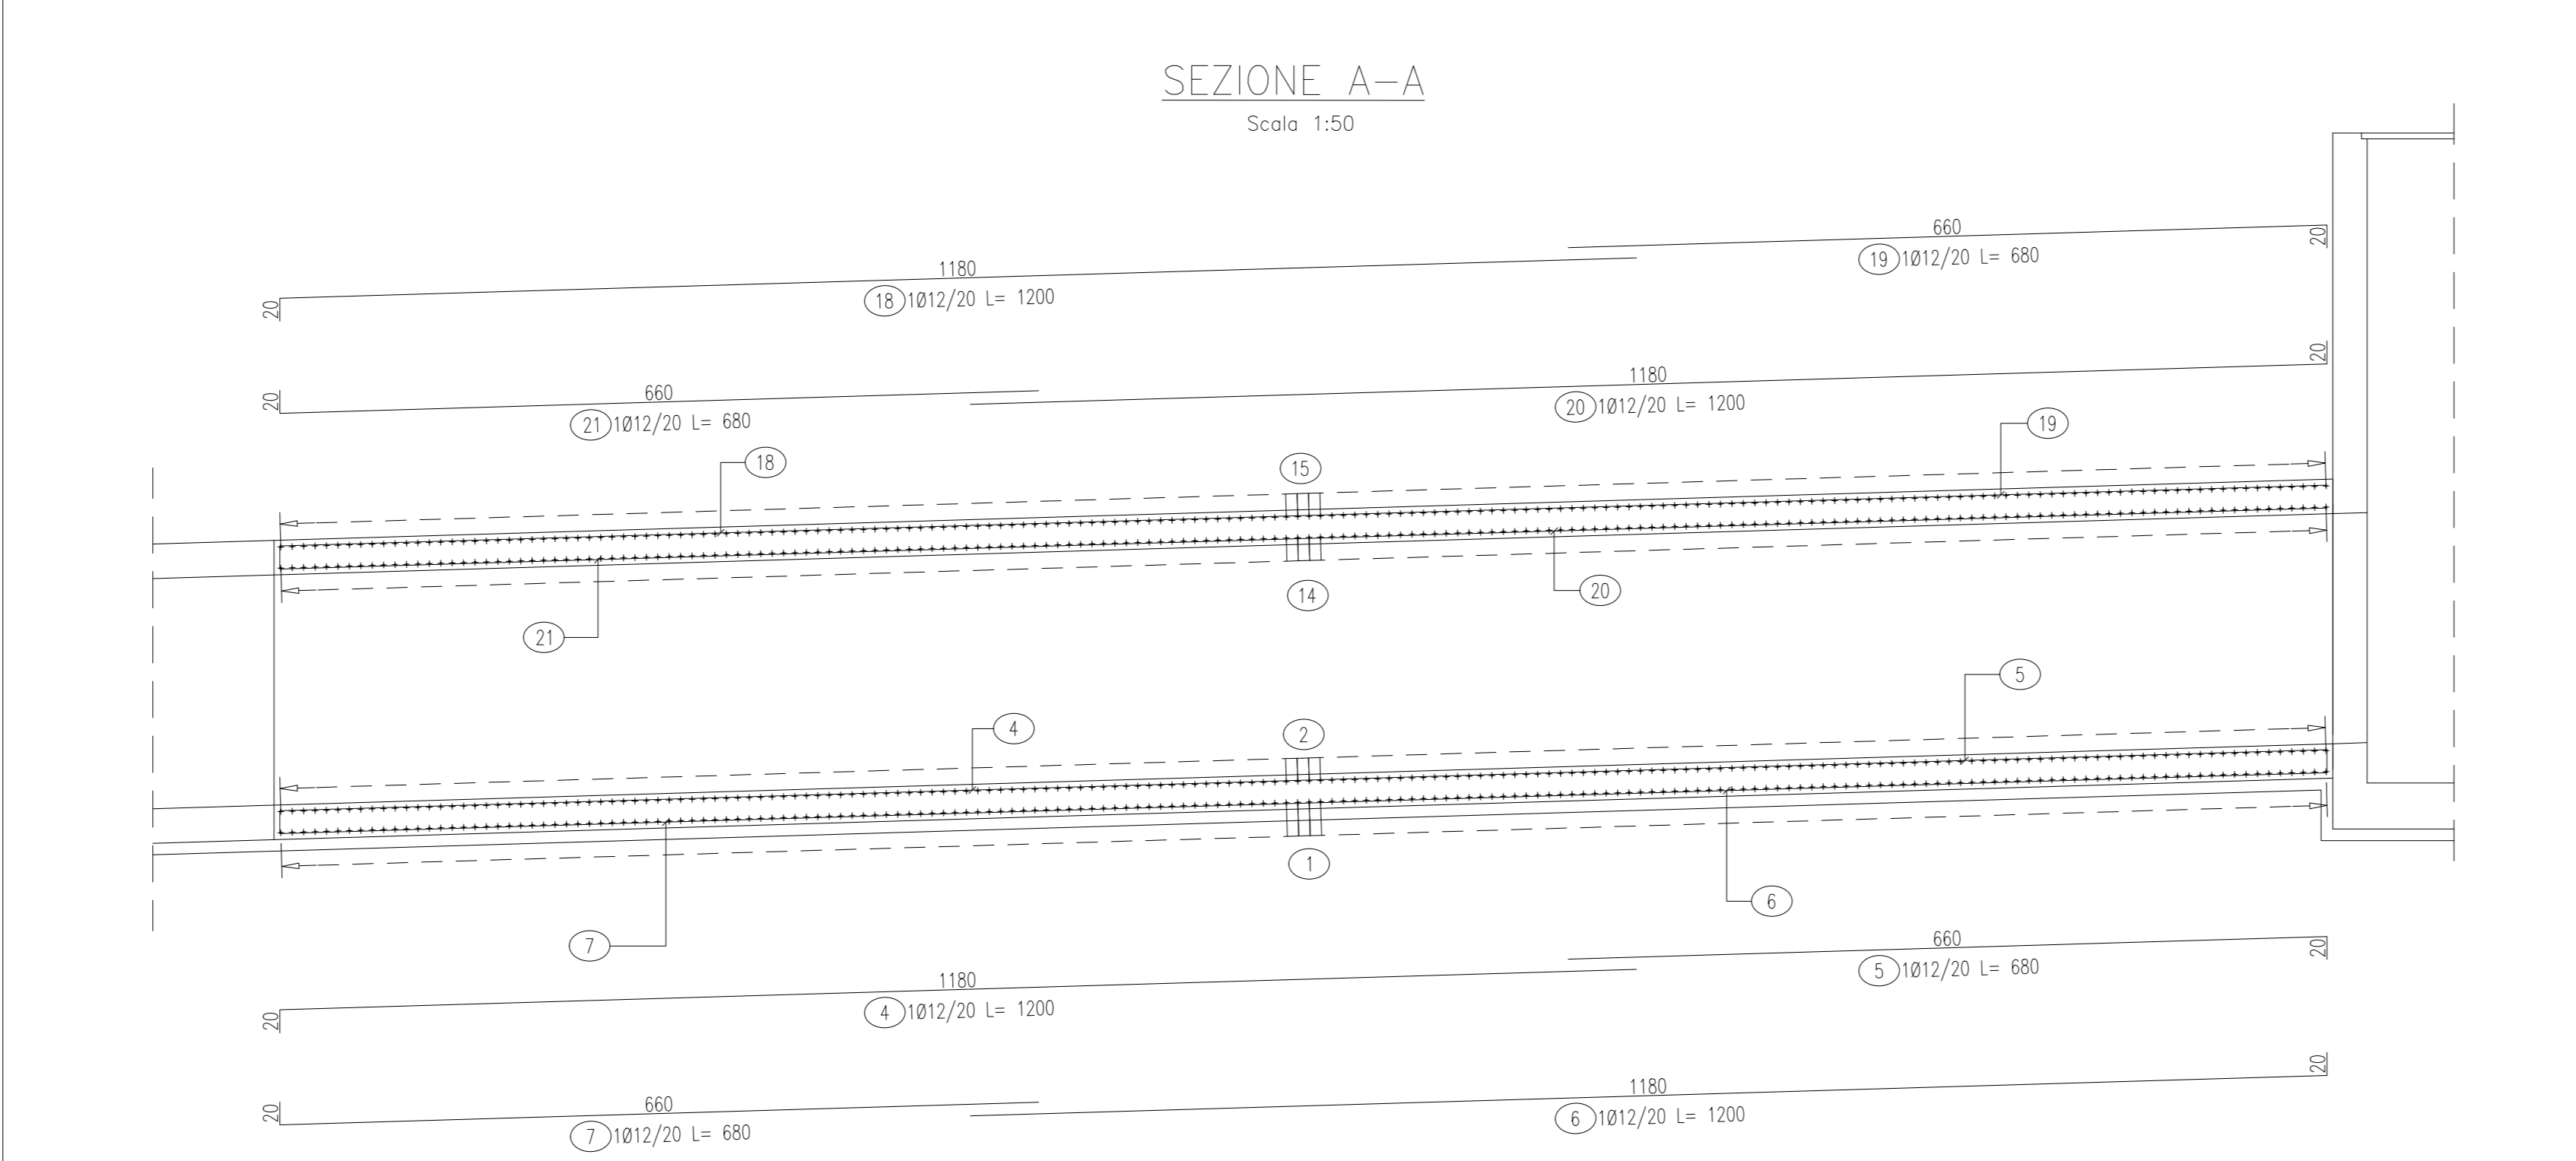 SEZIONE A-A
Scala 1:50
660
20
19 1Ø12/20 L= 680
1180
20
18 1Ø12/20 L= 1200
20
1180
20 1Ø12/20 L= 1200
660
20
21 1Ø12/20 L= 680
19
18
15
14
20
21
5
4
2
1
6
7
660
20
5 1Ø12/20 L= 680
1180
20
4 1Ø12/20 L= 1200
20
1180
6 1Ø12/20 L= 1200
660
20
7 1Ø12/20 L= 680